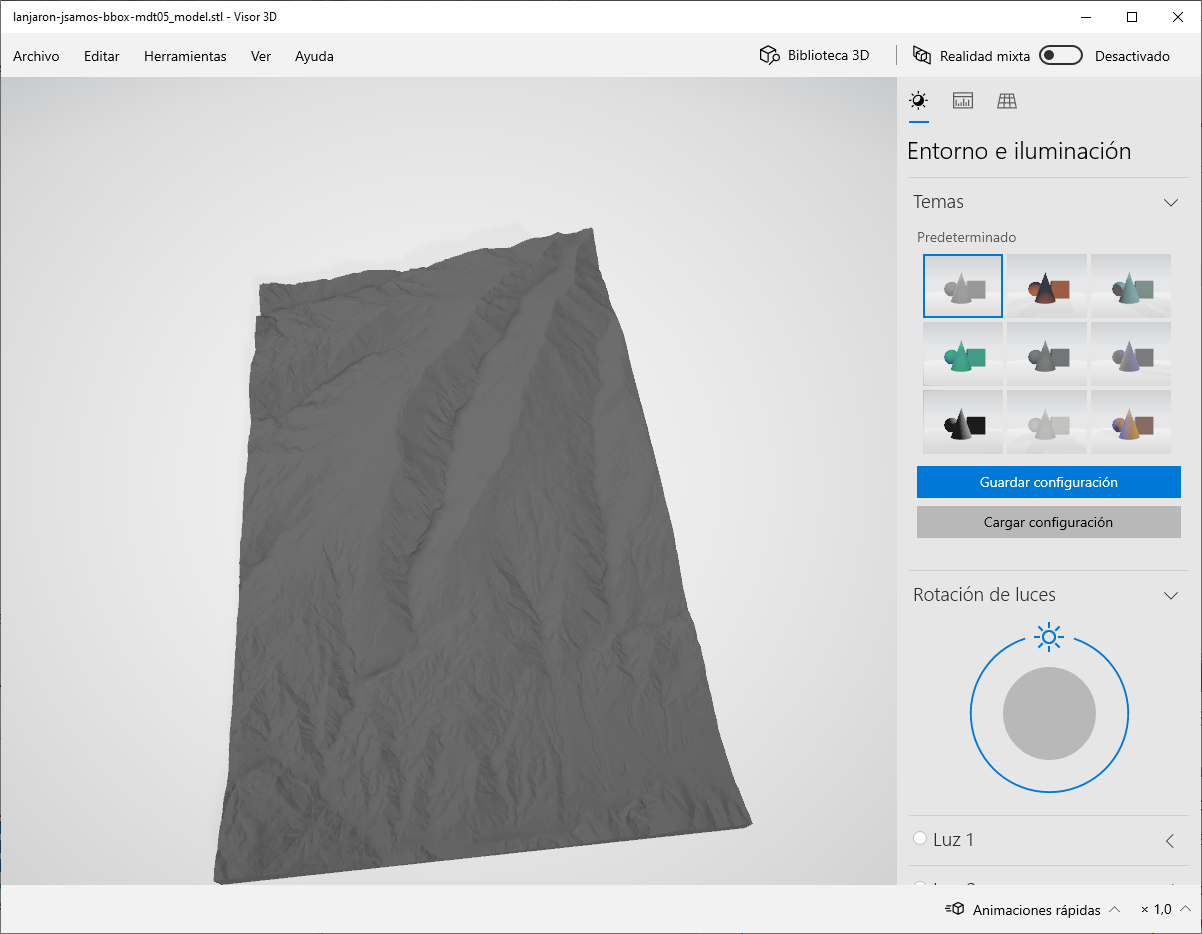 lanjaron-jsamos-bbox-mdt05_model.stl - Visor 3D
Archivo Editar Herramientas Ver Ayuda Biblioteca 3D Realidad mixta Desactivado
Entorno e iluminación
Temas
Predeterminado
Guardar configuración
Cargar configuración
Rotación de luces
Luz 1
Animaciones rápidas × 1,0